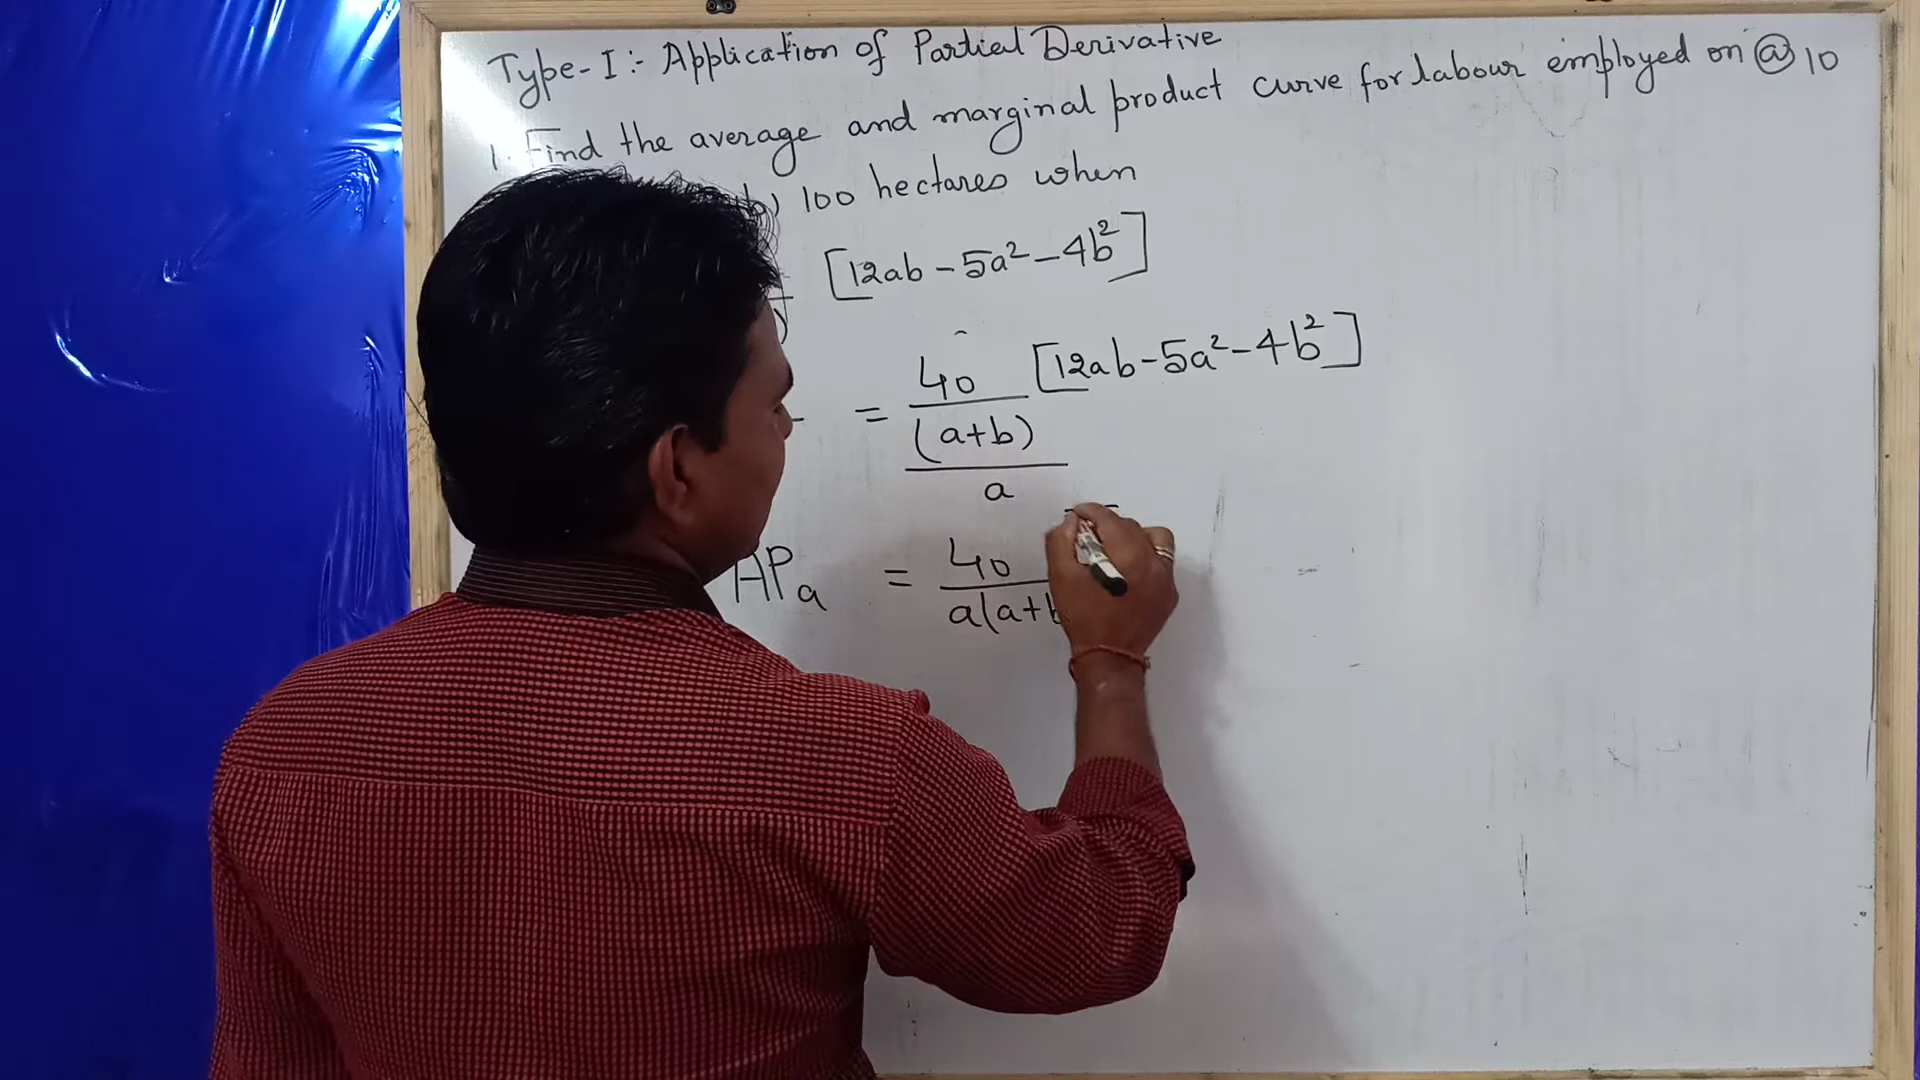 Type-I:- Application of Partial Derivative
1. Find the average and marginal product curve for labour employed on @ 10
b) 100 hectares when
[12ab - 5a² - 4b²]
= 40 / (a+b) [12ab - 5a² - 4b²]
a
APa = 40 / a(a+b